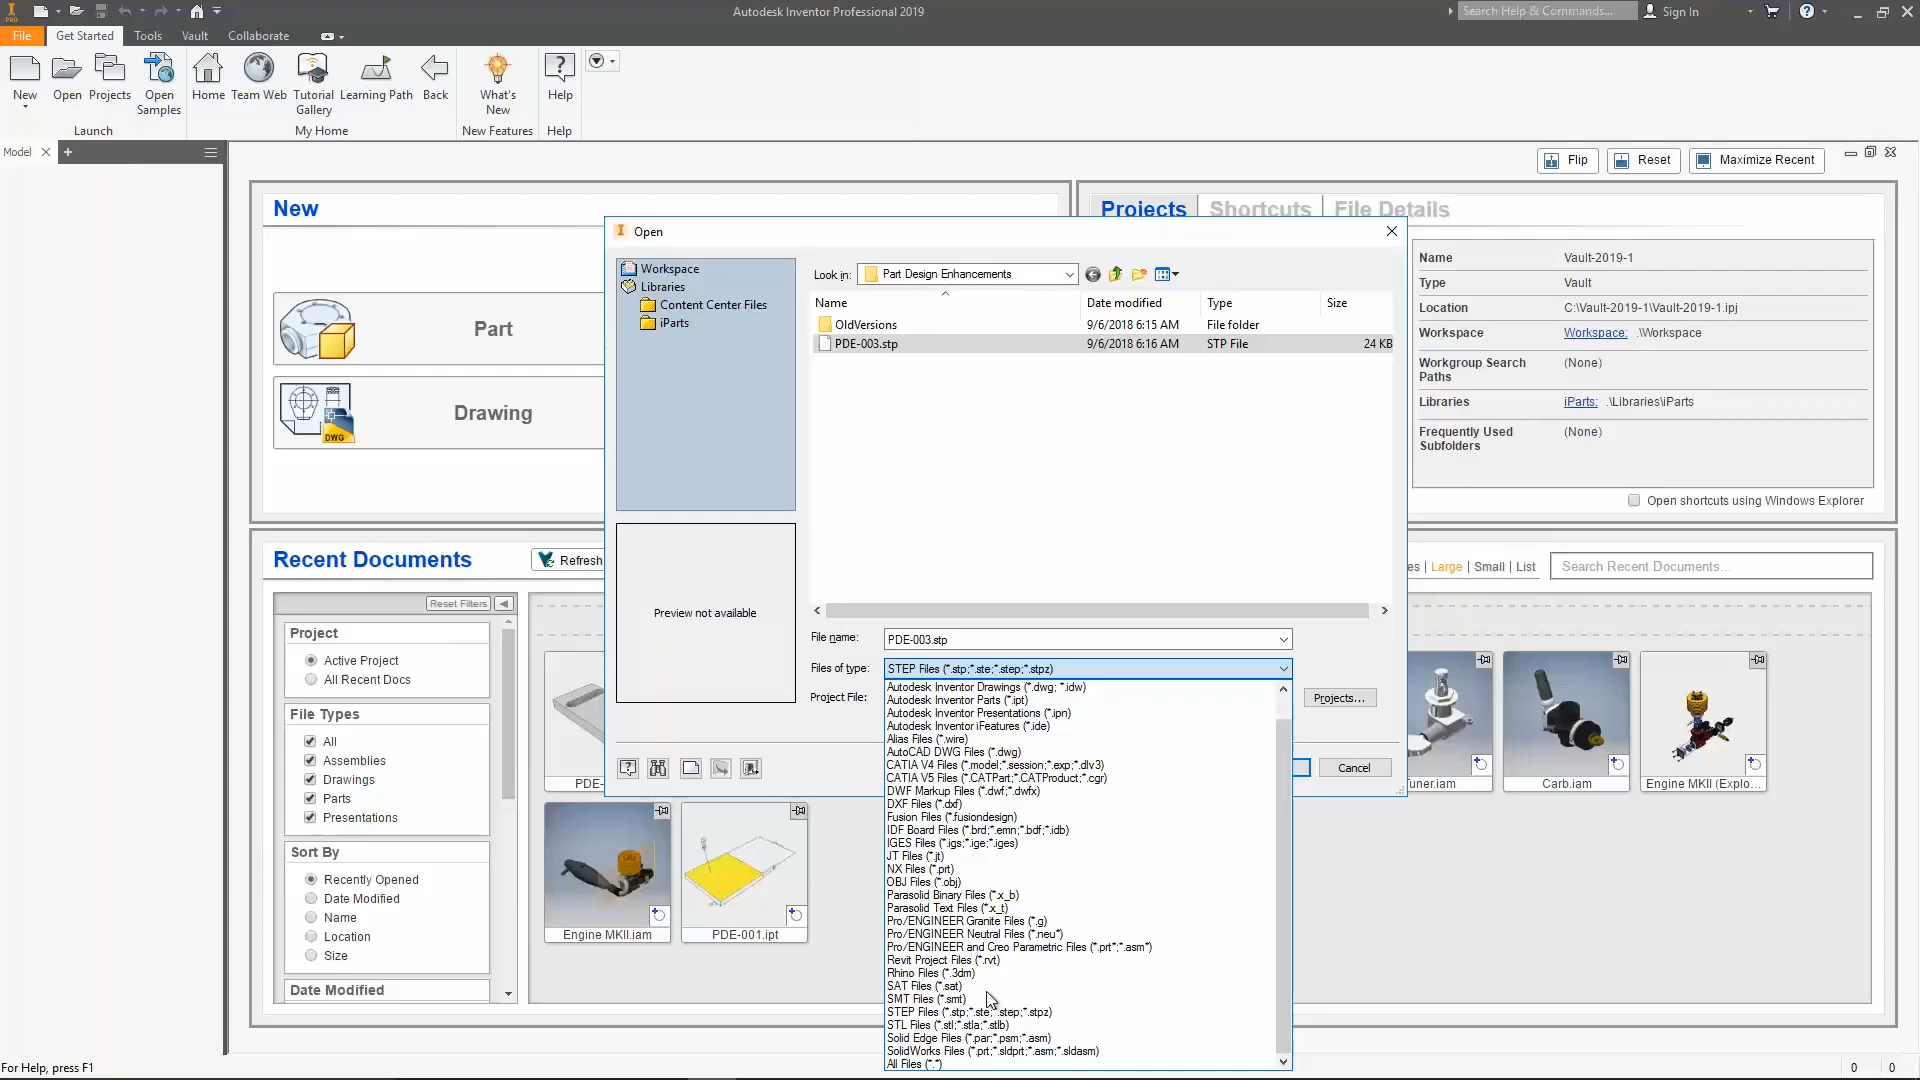 PRO
Autodesk Inventor Professional 2019
Search Help & Commands...
Sign In
File
Get Started
Tools
Vault
Collaborate
New
Open
Projects
Open Samples
Home
Team Web
Tutorial Gallery
Learning Path
Back
What's New
Help
Launch
My Home
New Features
Help
Model
Flip
Reset
Maximize Recent
New
Projects
Shortcuts
File Details
Part
Drawing
DWG
Name Vault-2019-1
Type Vault
Location C:\Vault-2019-1\Vault-2019-1.ipj
Workspace Workspace: .\Workspace
Workgroup Search Paths (None)
Libraries iParts: .\Libraries\iParts
Frequently Used Subfolders (None)
Open shortcuts using Windows Explorer
Open
Workspace
Libraries
Content Center Files
iParts
Look in: Part Design Enhancements
Name Date modified Type Size
OldVersions 9/6/2018 6:15 AM File folder
PDE-003.stp 9/6/2018 6:16 AM STP File 24 KB
Preview not available
File name: PDE-003.stp
Files of type: STEP Files (*.stp;*.ste;*.step;*.stpz)
Project File:
Projects...
Cancel
Autodesk Inventor Drawings (*.dwg; *.idw)
Autodesk Inventor Parts (*.ipt)
Autodesk Inventor Presentations (*.ipn)
Autodesk Inventor iFeatures (*.ide)
Alias Files (*.wire)
AutoCAD DWG Files (*.dwg)
CATIA V4 Files (*.model;*.session;*.exp;*.dlv3)
CATIA V5 Files (*.CATPart;*.CATProduct;*.cgr)
DWF Markup Files (*.dwf;*.dwfx)
DXF Files (*.dxf)
Fusion Files (*.fusiondesign)
IDF Board Files (*.brd;*.emn;*.bdf;*.idb)
IGES Files (*.igs;*.ige;*.iges)
JT Files (*.jt)
NX Files (*.prt)
OBJ Files (*.obj)
Parasolid Binary Files (*.x_b)
Parasolid Text Files (*.x_t)
Pro/ENGINEER Granite Files (*.g)
Pro/ENGINEER Neutral Files (*.neu*)
Pro/ENGINEER and Creo Parametric Files (*.prt*;*.asm*)
Revit Project Files (*.rvt)
Rhino Files (*.3dm)
SAT Files (*.sat)
SMT Files (*.smt)
STEP Files (*.stp;*.ste;*.step;*.stpz)
STL Files (*.stl;*.stla;*.stlb)
Solid Edge Files (*.par;*.psm;*.asm)
SolidWorks Files (*.prt;*.sldprt;*.asm;*.sldasm)
All Files (*.*)
Recent Documents
Refresh
es | Large | Small | List
Search Recent Documents...
Reset Filters
Project
Active Project
All Recent Docs
File Types
All
Assemblies
Drawings
Parts
Presentations
Sort By
Recently Opened
Date Modified
Name
Location
Size
Date Modified
PDE-
Tuner.iam
Carb.iam
Engine MKII (Explo...
Engine MKII.iam
PDE-001.ipt
For Help, press F1
0 0